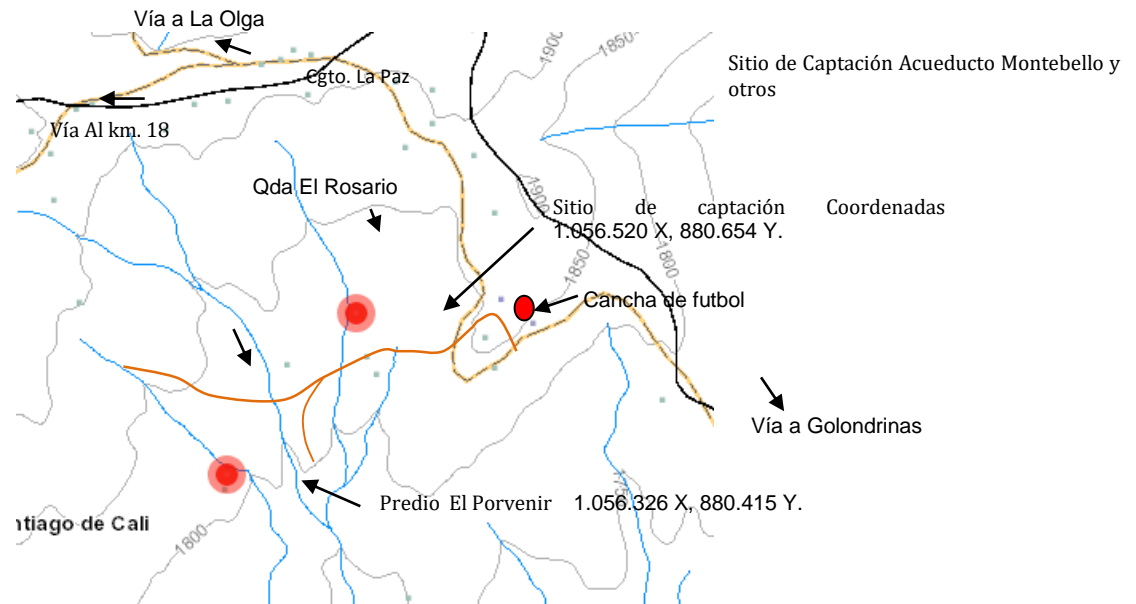 Vía a La Olga
1900
1850
Sitio de Captación Acueducto Montebello y
otros
Cgto. La Paz
Vía Al km. 18
Qda El Rosario
1900
Sitio de captación Coordenadas
1.056.520 X, 880.654 Y.
1850
1800
Cancha de futbol
Vía a Golondrinas
Predio El Porvenir 1.056.326 X, 880.415 Y.
ntiago de Cali
1800